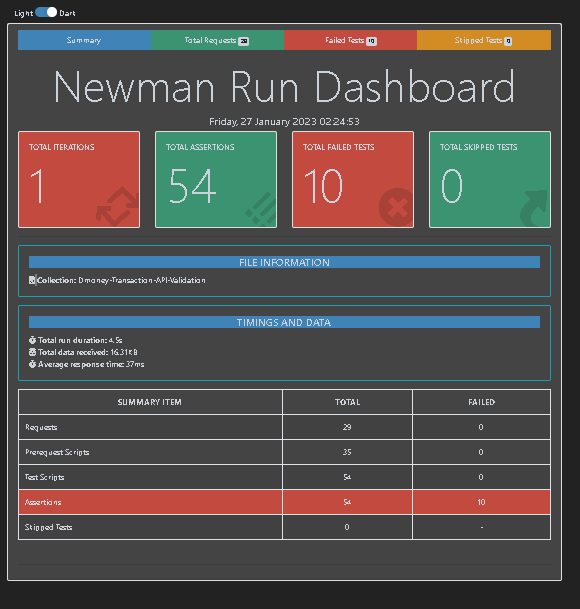 Light Dark
Summary Total Requests 29 Failed Tests 10 Skipped Tests 0
Newman Run Dashboard
Friday, 27 January 2023 02:24:53
TOTAL ITERATIONS TOTAL ASSERTIONS TOTAL FAILED TESTS TOTAL SKIPPED TESTS
1 54 10 0
FILE INFORMATION
Collection: Dmoney-Transaction-API-Validation
TIMINGS AND DATA
Total run duration: 4.5s
Total data received: 16.31KB
Average response time: 37ms
SUMMARY ITEM TOTAL FAILED
Requests 29 0
Prerequest Scripts 35 0
Test Scripts 54 0
Assertions 54 10
Skipped Tests 0 -